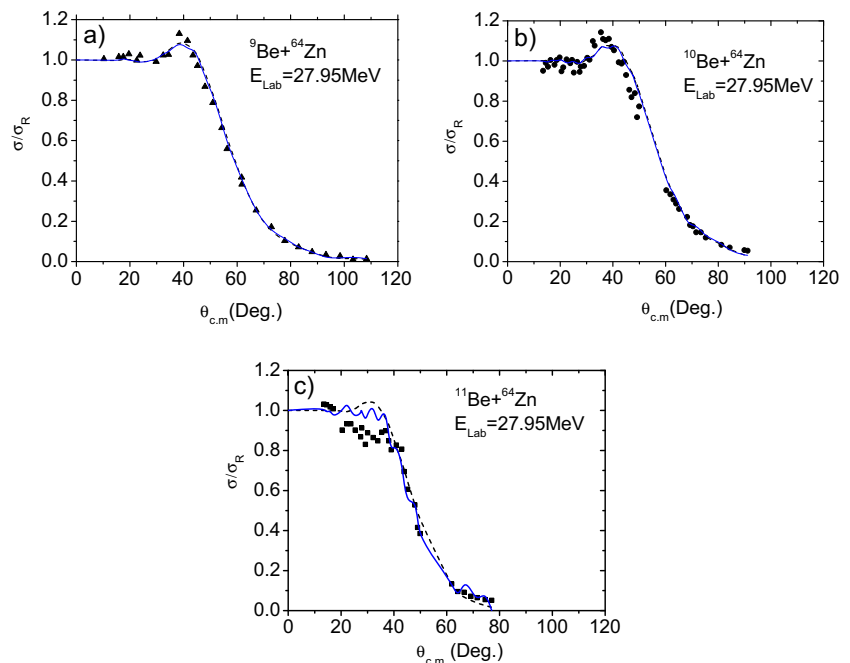 a)
⁹Be+⁶⁴Zn
E_Lab=27.95MeV
σ/σ_R
1.2
1.0
0.8
0.6
0.4
0.2
0.0
0 20 40 60 80 100 120
θ_c.m(Deg.)
b)
¹⁰Be+⁶⁴Zn
E_Lab=27.95MeV
σ/σ_R
1.2
1.0
0.8
0.6
0.4
0.2
0.0
0 20 40 60 80 100 120
θ_c.m(Deg.)
c)
¹¹Be+⁶⁴Zn
E_Lab=27.95MeV
σ/σ_R
1.2
1.0
0.8
0.6
0.4
0.2
0.0
0 20 40 60 80 100 120
θ_c.m(Deg.)